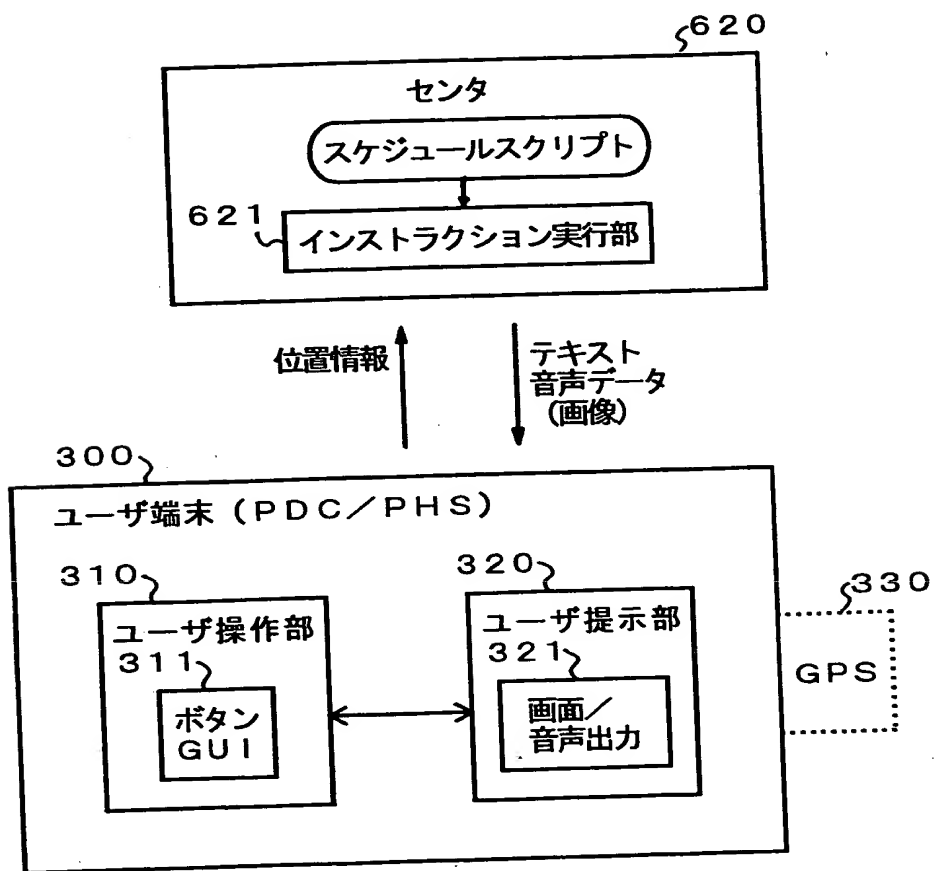 620
センタ
スケジュールスクリプト
621
インストラクション実行部
位置情報
テキスト
音声データ
(画像)
300
ユーザ端末(PDC/PHS)
310
ユーザ操作部
311
ボタン
GUI
320
ユーザ提示部
321
画面/
音声出力
330
GPS